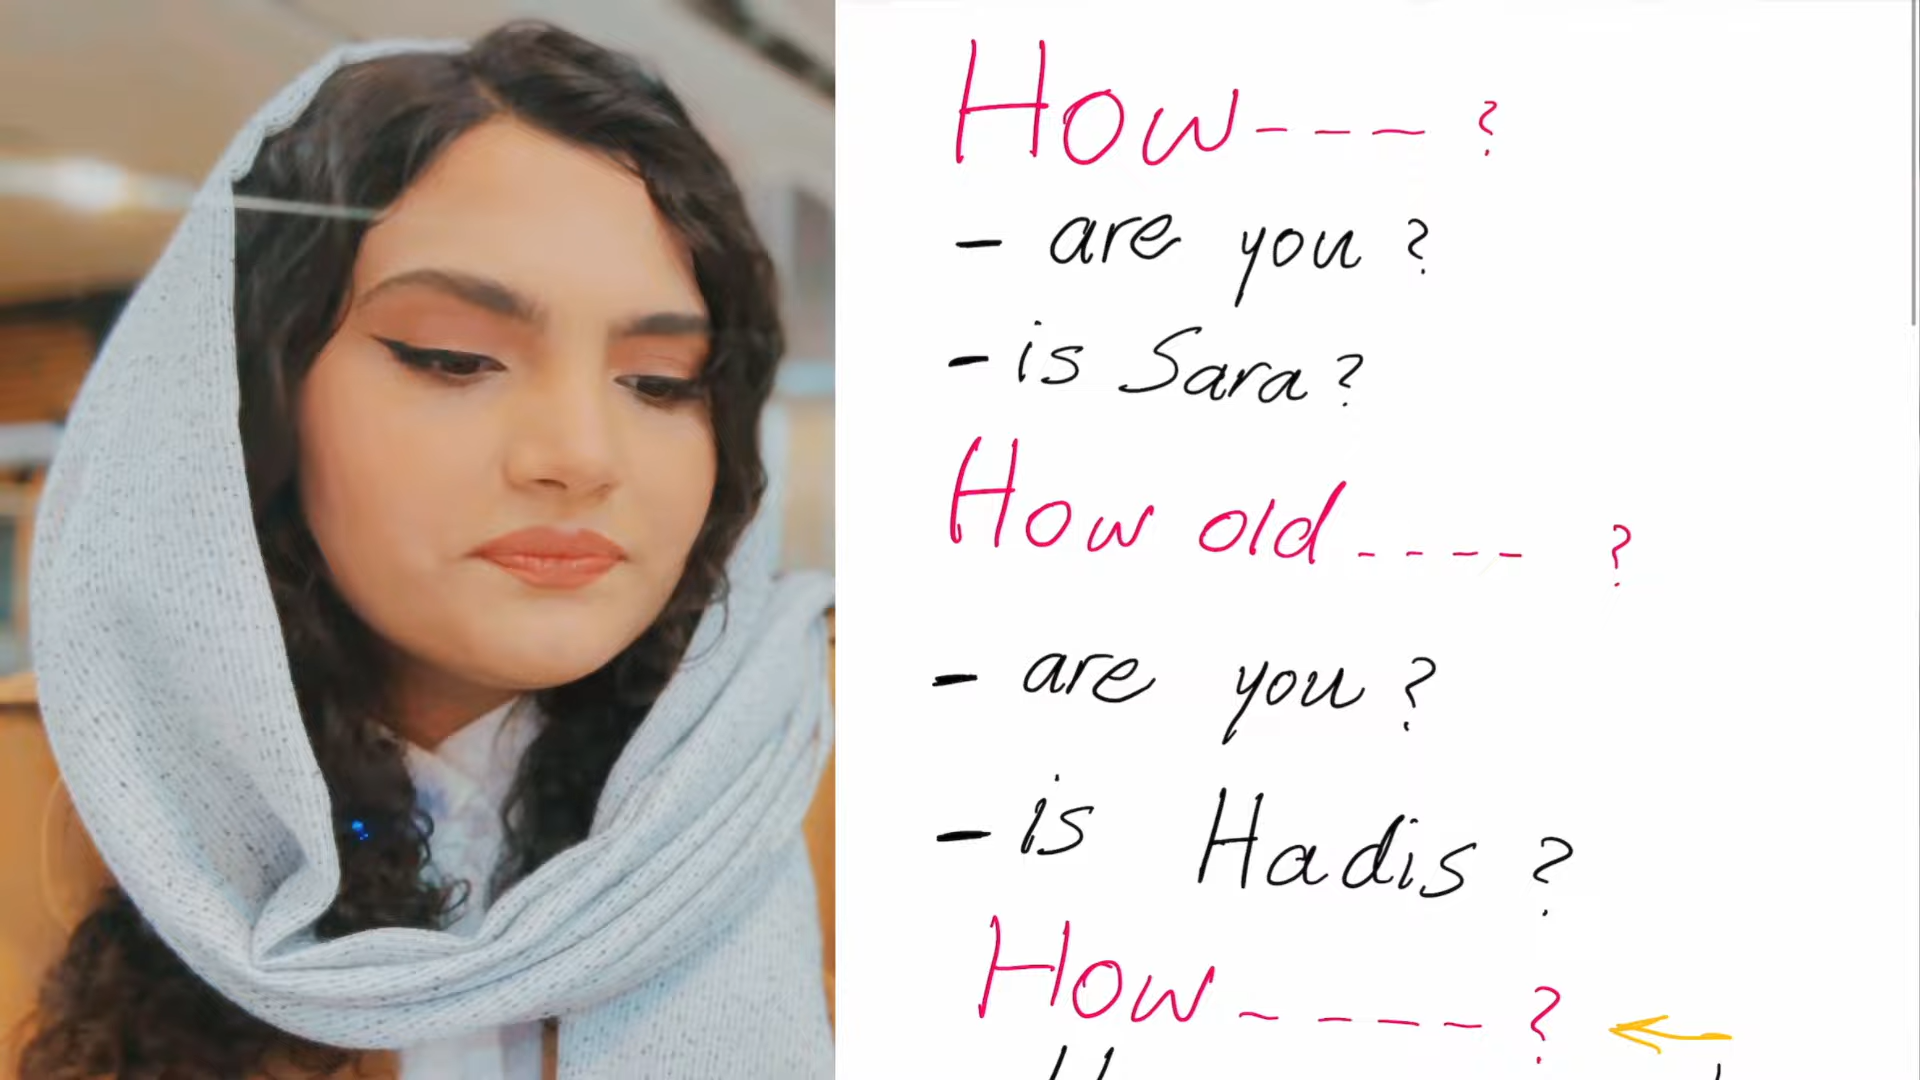 How - - - ?
- are you ?
- is Sara ?
How old - - - - ?
- are you ?
- is Hadis ?
How - - - - - ?